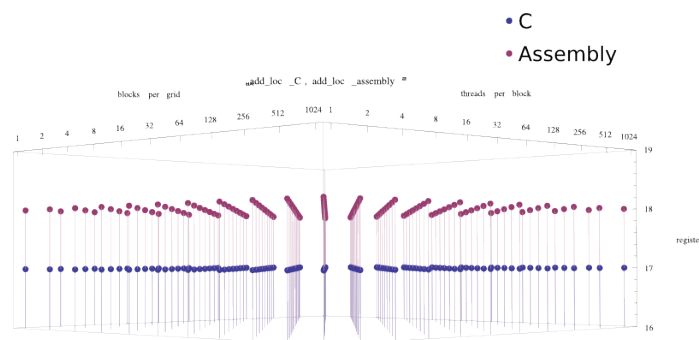 C
Assembly
add_loc _C , add_loc _assembly "
blocks per grid
threads per block
1 2 4 8 16 32 64 128 256 512 1024
1 2 4 8 16 32 64 128 256 512 1024
19
18
registe
17
16